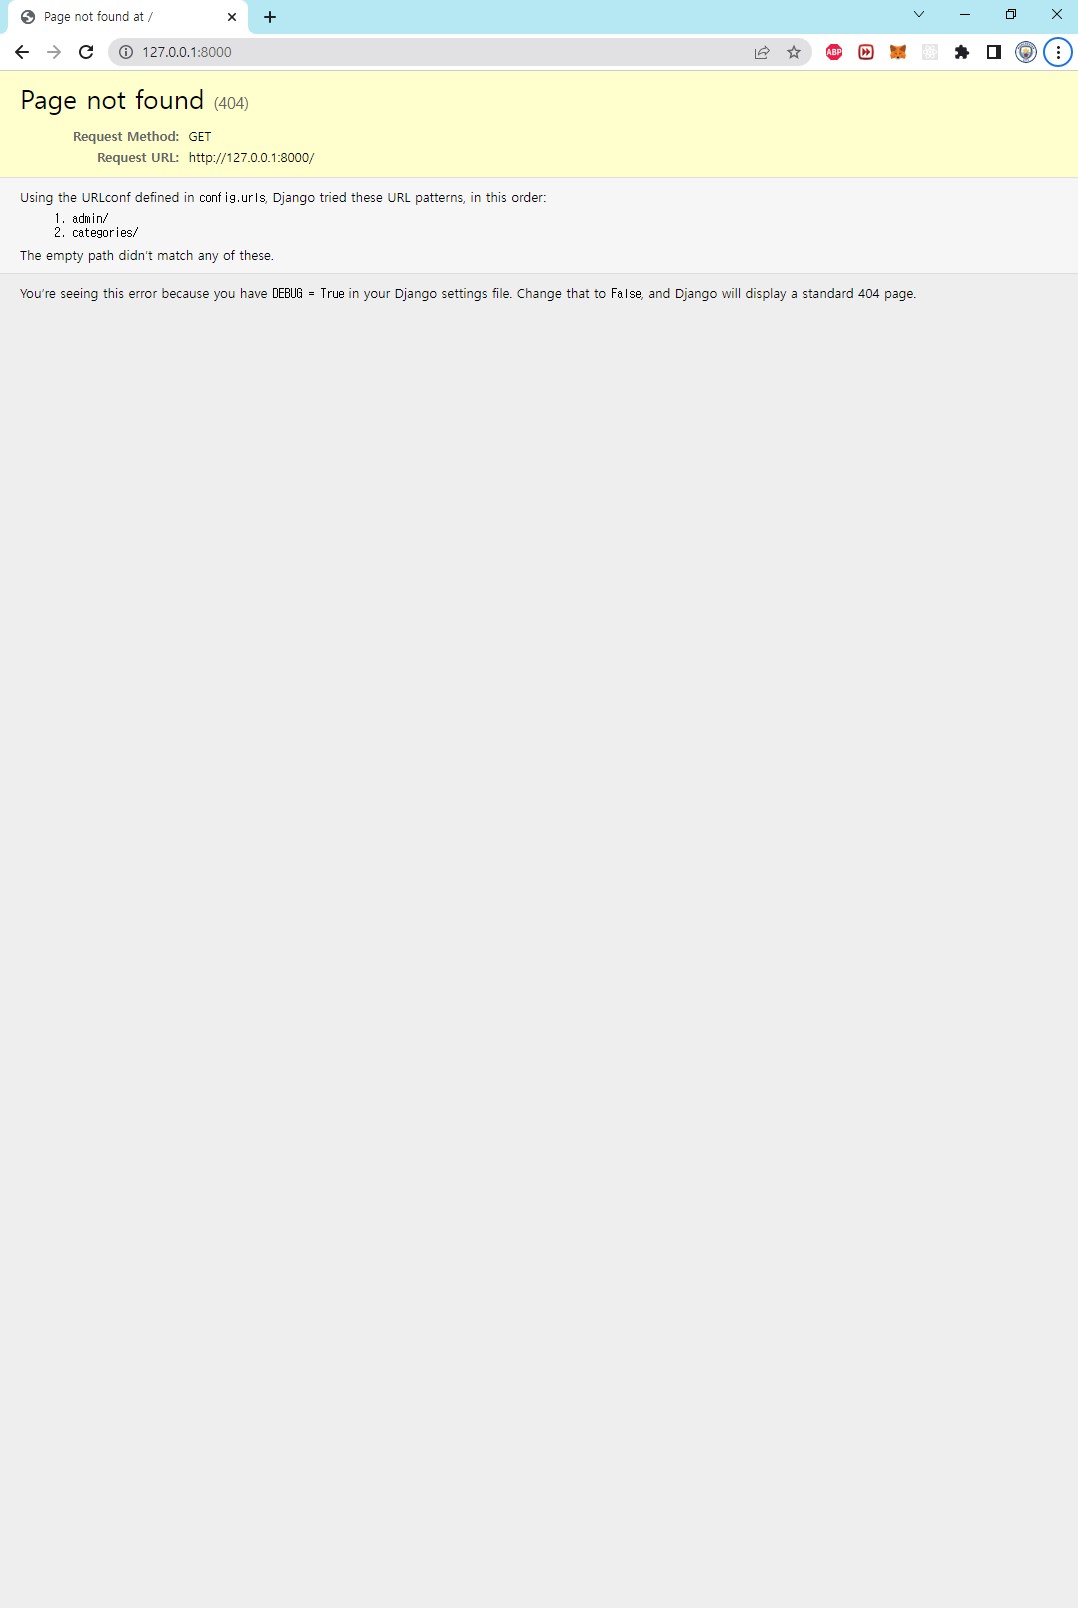 Page not found at /
127.0.0.1:8000
ABP
Page not found (404)
Request Method: GET
Request URL: http://127.0.0.1:8000/
Using the URLconf defined in config.urls, Django tried these URL patterns, in this order:
1. admin/
2. categories/
The empty path didn't match any of these.
You're seeing this error because you have DEBUG = True in your Django settings file. Change that to False, and Django will display a standard 404 page.